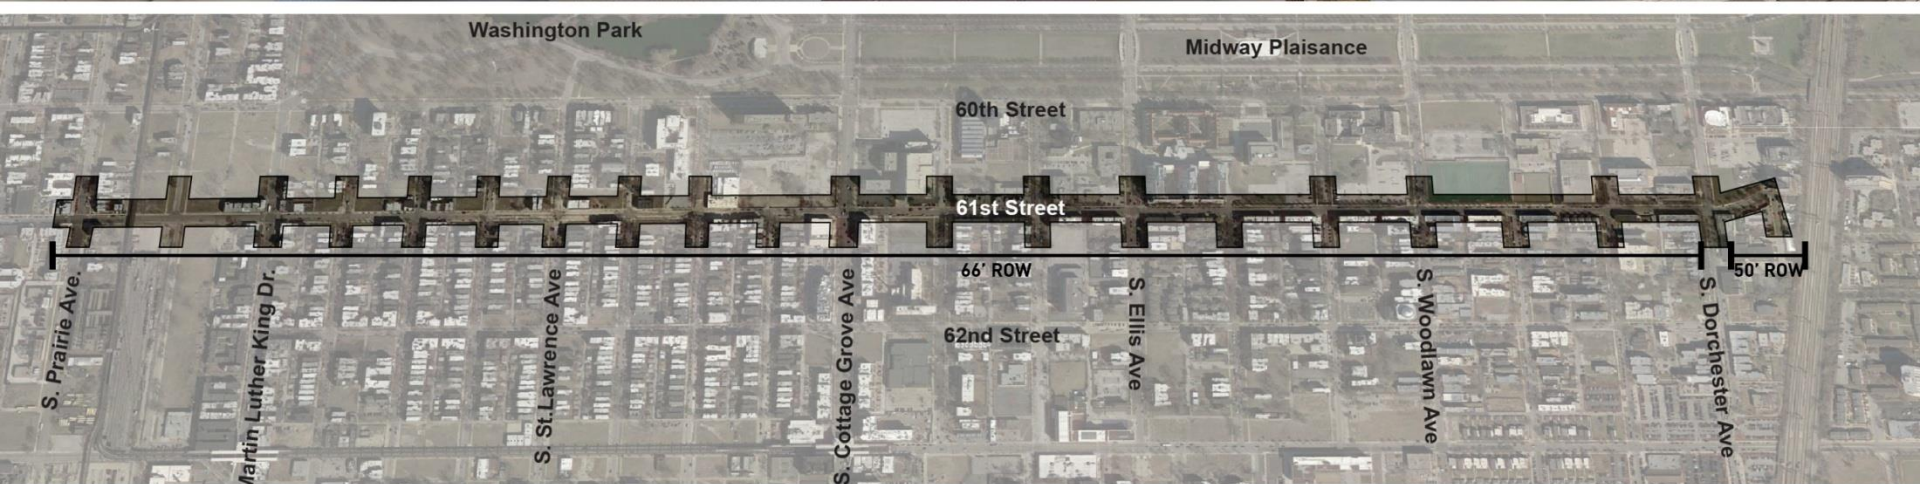 Washington Park
Midway Plaisance
60th Street
61st Street
66' ROW
50' ROW
S. Prairie Ave.
Martin Luther King Dr.
S. St.Lawrence Ave
S. Cottage Grove Ave
S. Ellis Ave
S. Woodlawn Ave
S. Dorchester Ave
62nd Street